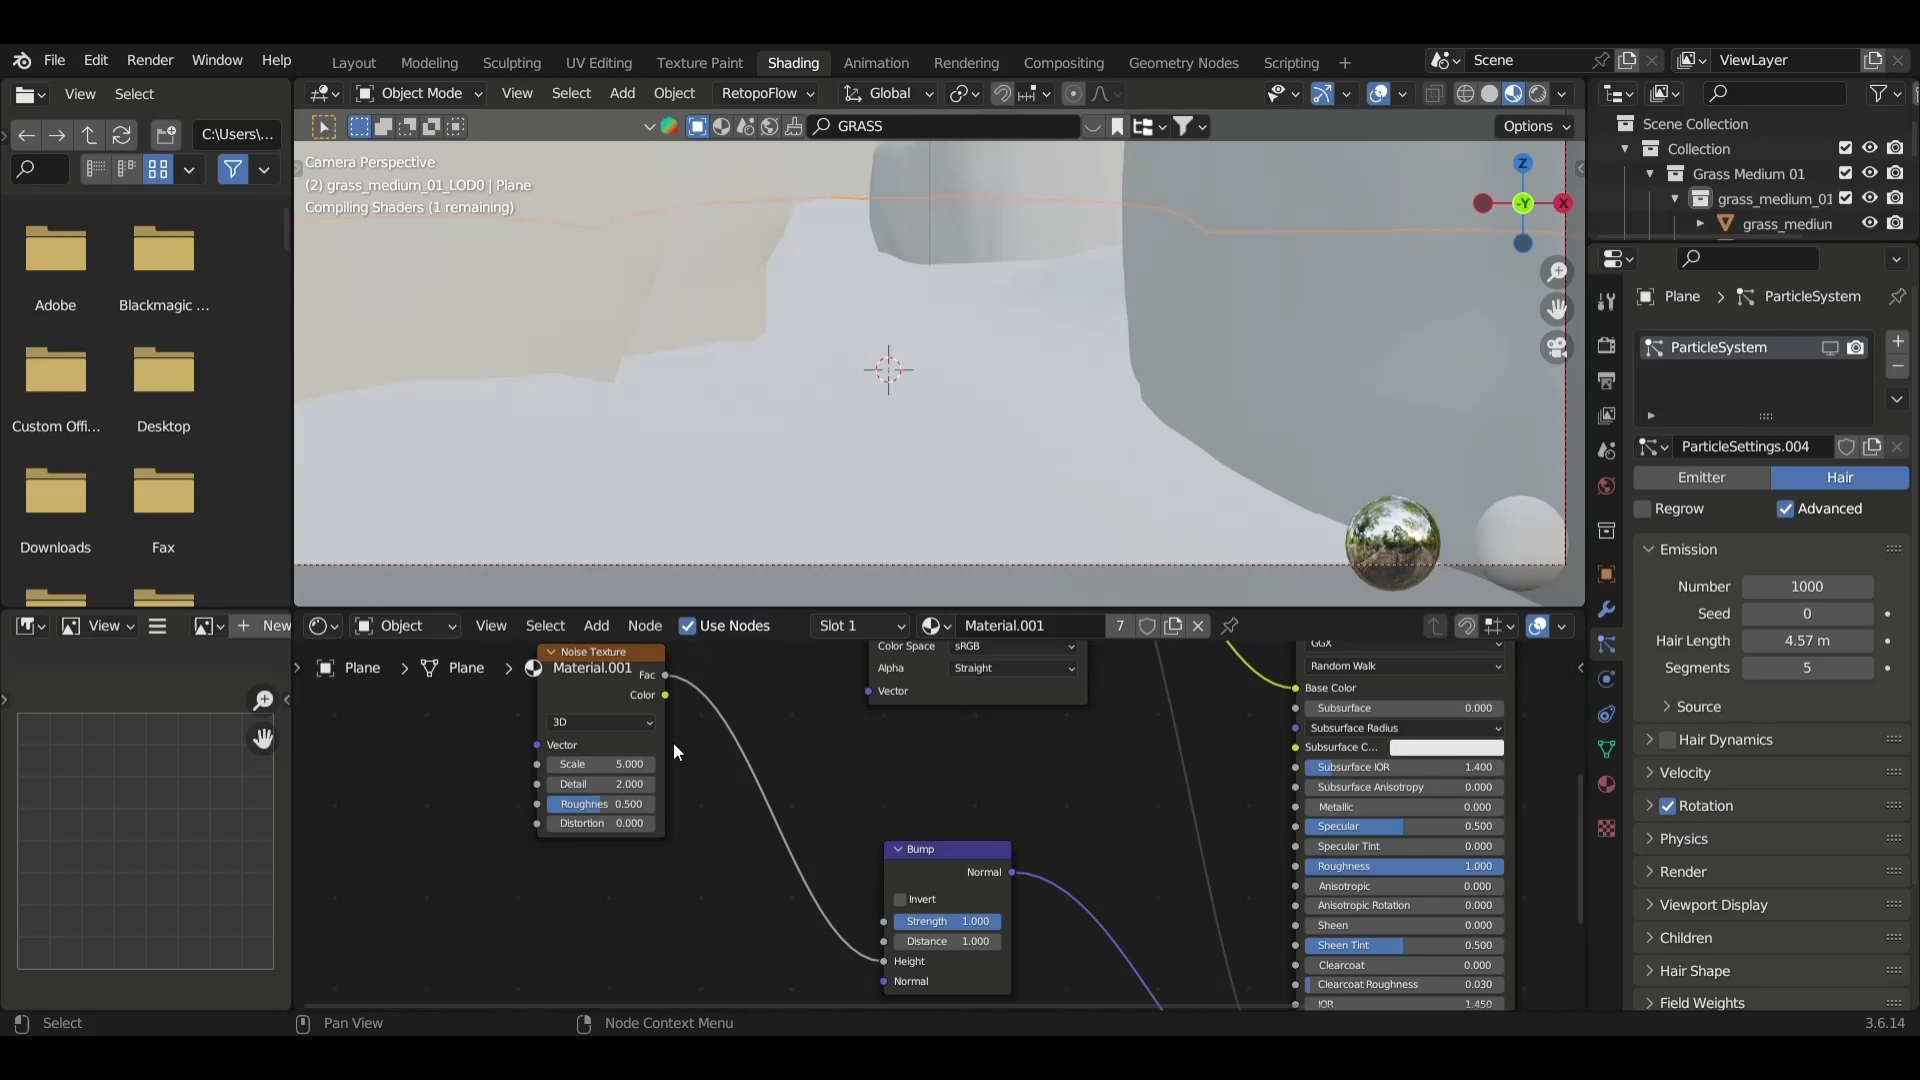 File Edit Render Window Help
Layout Modeling Sculpting UV Editing Texture Paint Shading Animation Rendering Compositing Geometry Nodes Scripting +
Scene
ViewLayer
View Select
C:\Users\...
Adobe
Blackmagic ...
Custom Offi...
Desktop
Downloads
Fax
Object Mode View Select Add Object RetopoFlow Global
GRASS
Options
Camera Perspective
(2) grass_medium_01_LOD0 | Plane
Compiling Shaders (1 remaining)
Z
-Y
X
View
+ New
Object View Select Add Node Use Nodes Slot 1 Material.001 7
Plane > Plane > Material.001
Noise Texture
Fac
Color
3D
Vector
Scale 5.000
Detail 2.000
Roughnes 0.500
Distortion 0.000
Color Space sRGB
Alpha Straight
Vector
Bump
Normal
Invert
Strength 1.000
Distance 1.000
Height
Normal
GGX
Random Walk
Base Color
Subsurface 0.000
Subsurface Radius
Subsurface C...
Subsurface IOR 1.400
Subsurface Anisotropy 0.000
Metallic 0.000
Specular 0.500
Specular Tint 0.000
Roughness 1.000
Anisotropic 0.000
Anisotropic Rotation 0.000
Sheen 0.000
Sheen Tint 0.500
Clearcoat 0.000
Clearcoat Roughness 0.030
IOR 1.450
Scene Collection
Collection
Grass Medium 01
grass_medium_01
grass_mediun
Plane > ParticleSystem
ParticleSystem
ParticleSettings.004
Emitter Hair
Regrow Advanced
Emission
Number 1000
Seed 0
Hair Length 4.57 m
Segments 5
Source
Hair Dynamics
Velocity
Rotation
Physics
Render
Viewport Display
Children
Hair Shape
Field Weights
Select Pan View Node Context Menu 3.6.14